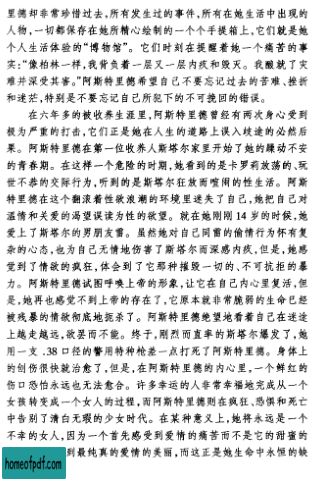 里德却非常珍惜过去,所有发生过的事件,所有在她生活中出现的
人物,一切都保存在她所精心绘制的一个个手提箱上,它们就是她
个人生活体验的“博物馆”。它们时刻在提醒着她一个痛苦的事
实:“像柏林一样,我背负着一层又一层内疚和毁灭。我酿就了灾
难并深受其害。”阿斯特里德希望自己不要忘记过去的苦难、挫折
和迷茫,特别是不要忘记自己所犯下的不可挽回的错误。
在六年多的被收养生涯里,阿斯特里德曾经有两次身心受到
极为严重的打击,它们正是她在人生的道路上误入歧途的必然后
果。阿斯特里在第一位收养人斯塔尔家里开始了她的躁动不安
的青春期。在这样一个危险的时期,她看到的是卡罗莉放荡的、玩
世不恭的交际行为,听到的是斯塔尔狂放而喧闹的性生活。阿斯
特里德在这个翻滚着性欲浪潮的环境里迷失了自己,她把自己对
温情和关爱的渴望误读为性的欲望。就在她刚刚 14 岁的时候,她
爱上了斯塔尔的男朋友雷。虽然她对自己同雷的偷情行为怀有复
杂的心态,也为自己无情地伤害了斯塔尔而深感内疚,但是,她感
觉到了情欲的疯狂,体会到了它那种摧毁一切的、不可抗拒的暴
力。阿斯特里德试图呼唤上帝的形象,让它在自己内心里复活,但
是,她再也感觉不到上帝的存在了,它原本就非常脆弱的生命已经
被残暴的情欲彻底地扼杀了。阿斯特里德绝望地看着自己在迷途
上越走越远,欲罢而不能。终于,刚烈而直率的斯塔尔爆发了,她
用一支 .38 口径的警用特种枪差一点打死了阿斯特里德。身体上
的创伤很快就治愈了,但是,在阿斯特里德的内心里,一个鲜红的
伤口恐怕永远也无法愈合。许多幸运的人非常幸福地完成从一个
女孩转变成一个女人的过程,而阿斯特里德则在疯狂、恐惧和死亡
中告别了清白无瑕的少女时代。在某种意义上,她将永远是一个
不幸的女人,因为一个首先感受到爱情的痛苦而不是它的甜蜜的
到最纯真的爱情的美丽,而这正是她生命中永恒的缺
homeofpdf.com